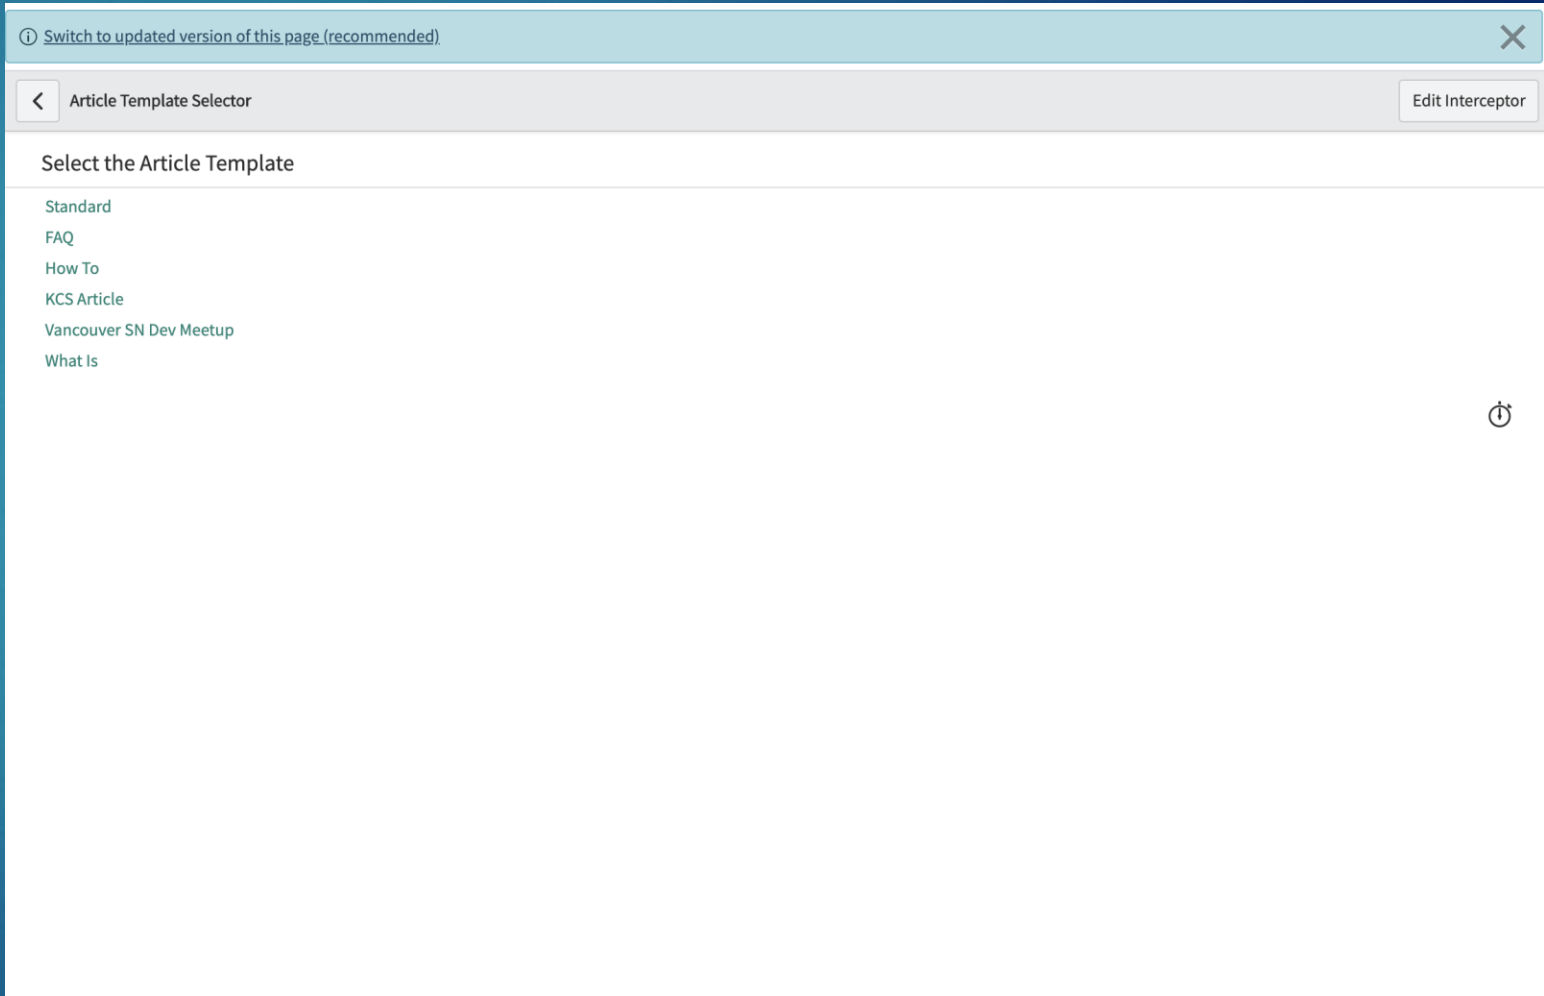 Switch to updated version of this page (recommended)
Article Template Selector
Edit Interceptor
Select the Article Template
Standard
FAQ
How To
KCS Article
Vancouver SN Dev Meetup
What Is